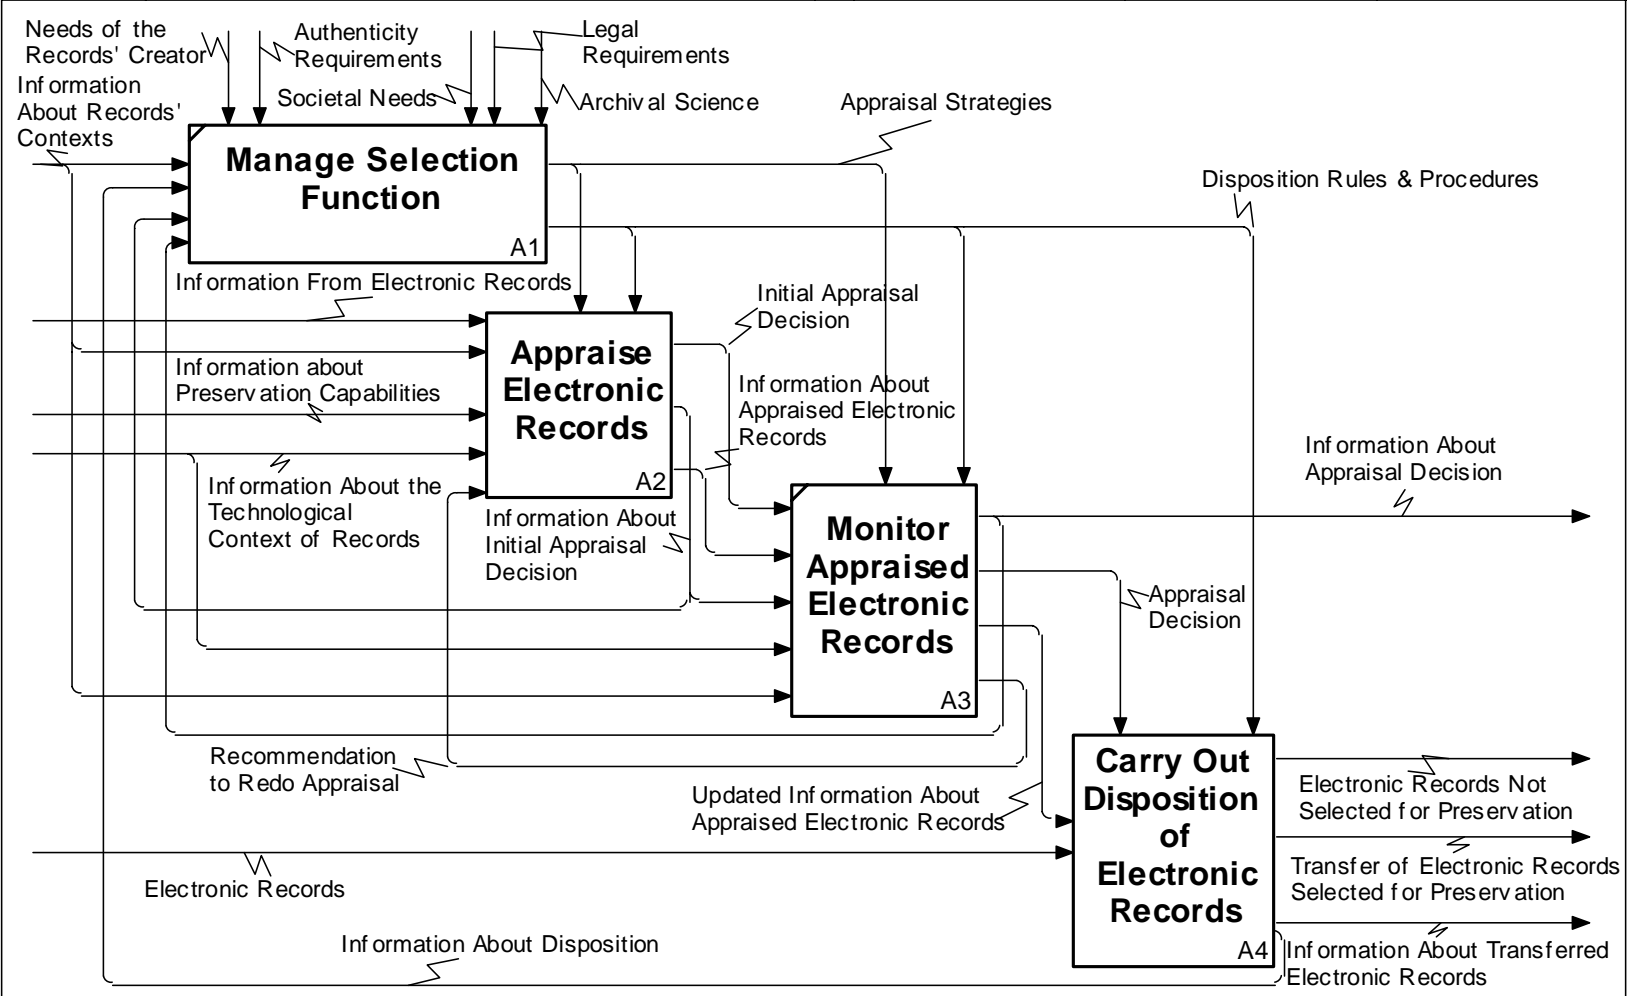 Needs of the
Records' Creator
Authenticity
Requirements
Legal
Requirements
Information
About Records'
Contexts
Societal Needs
Archival Science
Appraisal Strategies
Manage Selection
Function
A1
Disposition Rules & Procedures
Information From Electronic Records
Initial Appraisal
Decision
Appraise
Electronic
Records
A2
Information about
Preservation Capabilities
Information About
Appraised Electronic
Records
Information About
Appraisal Decision
Information About the
Technological
Context of Records
Information About
Initial Appraisal
Decision
Monitor
Appraised
Electronic
Records
A3
Appraisal
Decision
Recommendation
to Redo Appraisal
Updated Information About
Appraised Electronic Records
Carry Out
Disposition
of
Electronic
Records
A4
Electronic Records Not
Selected for Preservation
Transfer of Electronic Records
Selected for Preservation
Electronic Records
Information About Disposition
Information About Transferred
Electronic Records